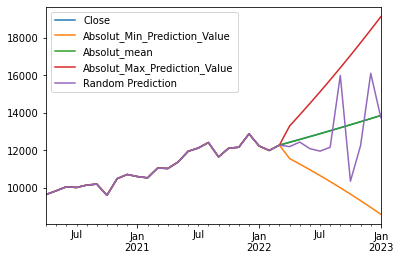 Close
Absolut_Min_Prediction_Value
Absolut_mean
Absolut_Max_Prediction_Value
Random Prediction
18000
16000
14000
12000
10000
Jul
Jan
2021
Jul
Jan
2022
Jul
Jan
2023